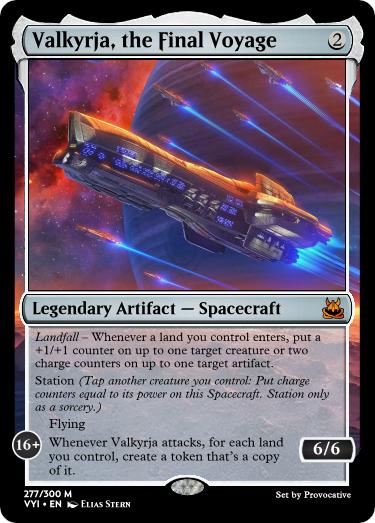 Valkyrja, the Final Voyage 2
Legendary Artifact — Spacecraft
Landfall – Whenever a land you control enters, put a
+1/+1 counter on up to one target creature or two
charge counters on up to one target artifact.
Station (Tap another creature you control: Put charge
counters equal to its power on this Spacecraft. Station only
as a sorcery.)
Flying
16+
Whenever Valkyrja attacks, for each land
you control, create a token that's a copy
of it.
6/6
277/300 M
VYI • EN Elias Stern
Set by Provocative